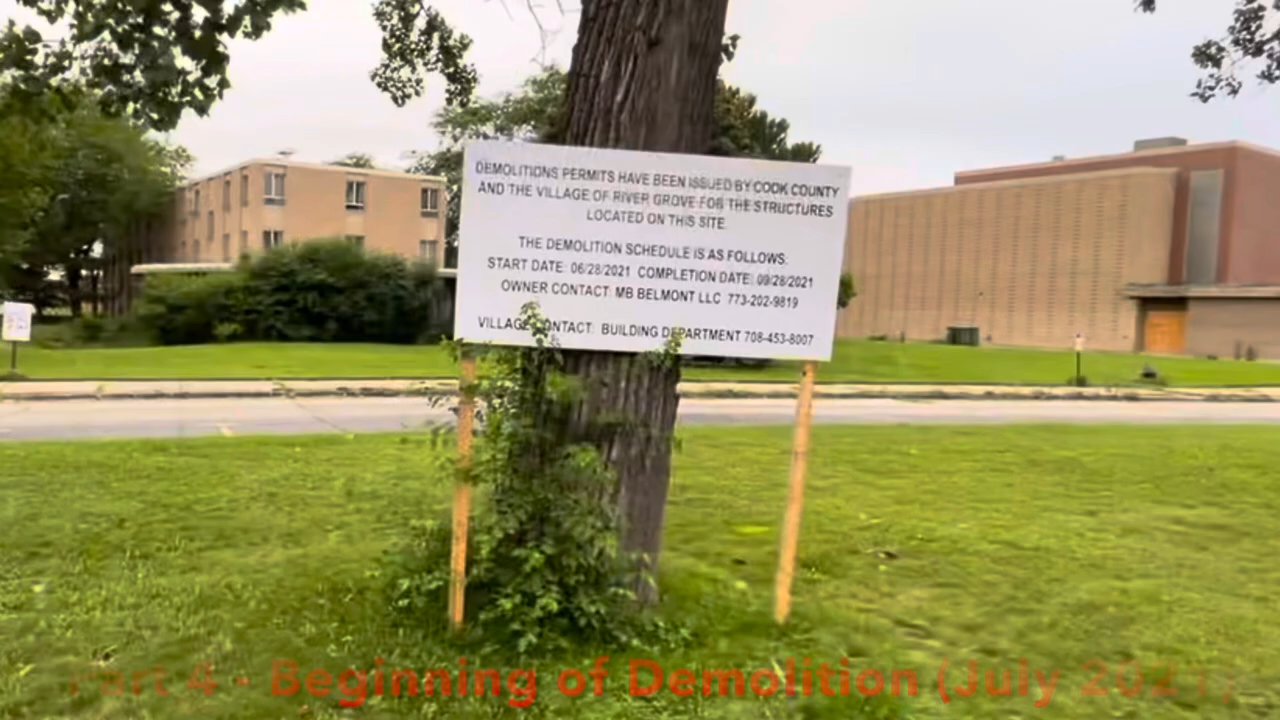 DEMOLITIONS PERMITS HAVE BEEN ISSUED BY COOK COUNTY
AND THE VILLAGE OF RIVER GROVE FOR THE STRUCTURES
LOCATED ON THIS SITE.
THE DEMOLITION SCHEDULE IS AS FOLLOWS:
START DATE: 06/28/2021 COMPLETION DATE: 09/28/2021
OWNER CONTACT: MB BELMONT LLC 773-202-9819
VILLAGE CONTACT: BUILDING DEPARTMENT 708-453-8007
Part 4 - Beginning of Demolition (July 2021)